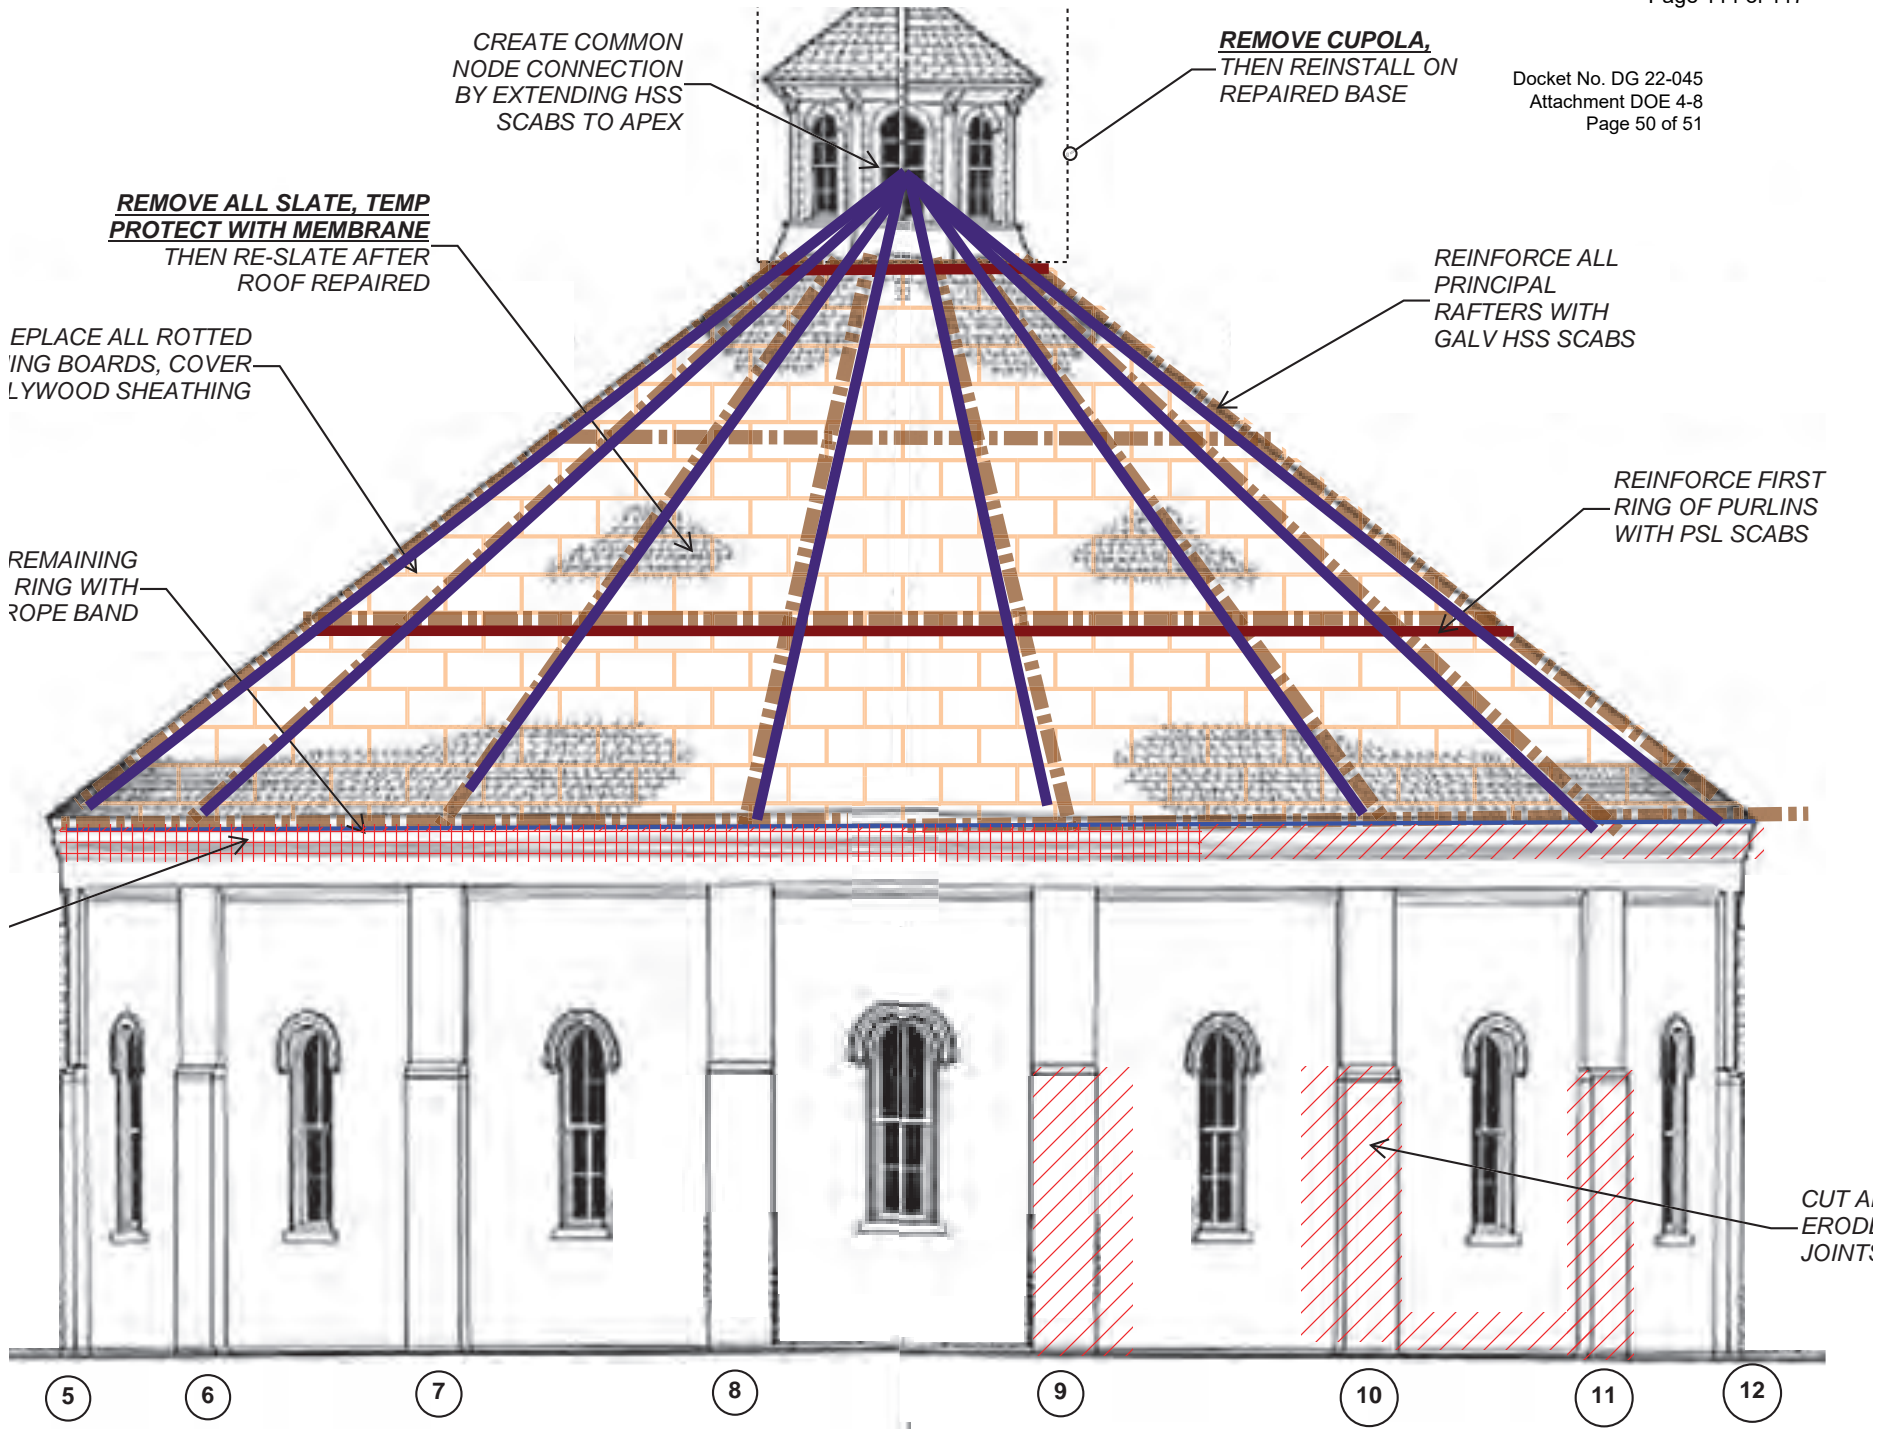 Docket No. DG 22-045
Attachment DOE 4-8
Page 50 of 51
CREATE COMMON
NODE CONNECTION
BY EXTENDING HSS
SCABS TO APEX
REMOVE CUPOLA,
THEN REINSTALL ON
REPAIRED BASE
REMOVE ALL SLATE, TEMP
PROTECT WITH MEMBRANE
THEN RE-SLATE AFTER
ROOF REPAIRED
REINFORCE ALL
PRINCIPAL
RAFTERS WITH
GALV HSS SCABS
EPLACE ALL ROTTED
ING BOARDS, COVER
LYWOOD SHEATHING
REINFORCE FIRST
RING OF PURLINS
WITH PSL SCABS
REMAINING
RING WITH
ROPE BAND
CUT A
EROD
JOINTS
5
6
7
8
9
10
11
12